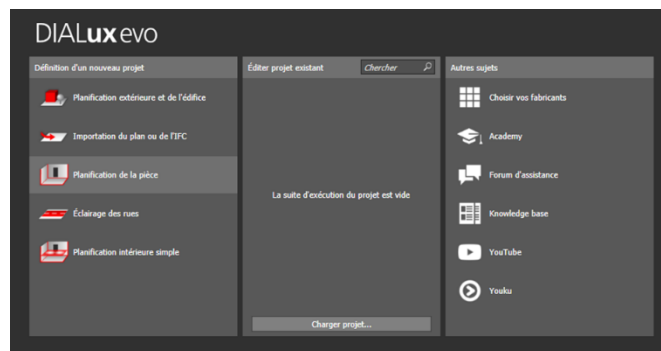 DIALux evo
Définition d'un nouveau projet
Planification extérieure et de l'édifice
Importation du plan ou de l'IFC
Planification de la pièce
Éclairage des rues
Planification intérieure simple
Éditer projet existant
Chercher
La suite d'exécution du projet est vide
Charger projet...
Autres sujets
Choisir vos fabricants
Academy
Forum d'assistance
Knowledge base
YouTube
Youku